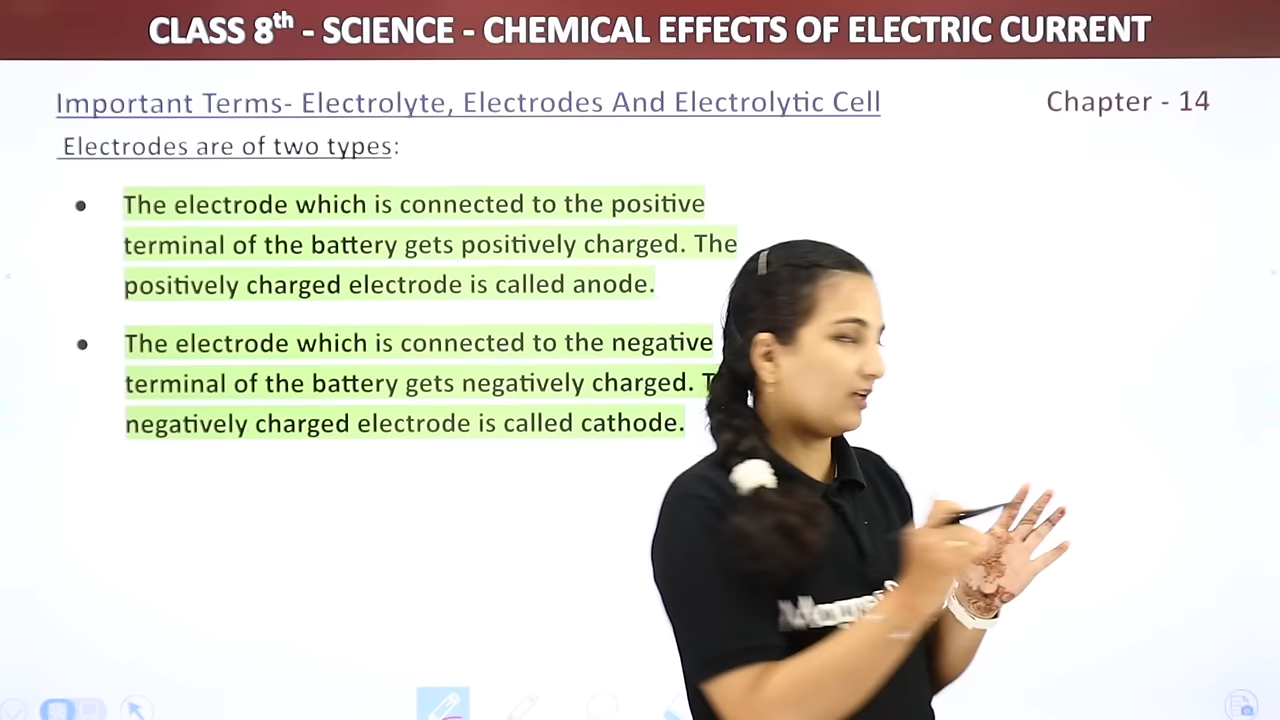 CLASS 8th - SCIENCE - CHEMICAL EFFECTS OF ELECTRIC CURRENT
Important Terms- Electrolyte, Electrodes And Electrolytic Cell
Chapter - 14
Electrodes are of two types:
• The electrode which is connected to the positive
terminal of the battery gets positively charged. The
positively charged electrode is called anode.
• The electrode which is connected to the negative
terminal of the battery gets negatively charged.
negatively charged electrode is called cathode.